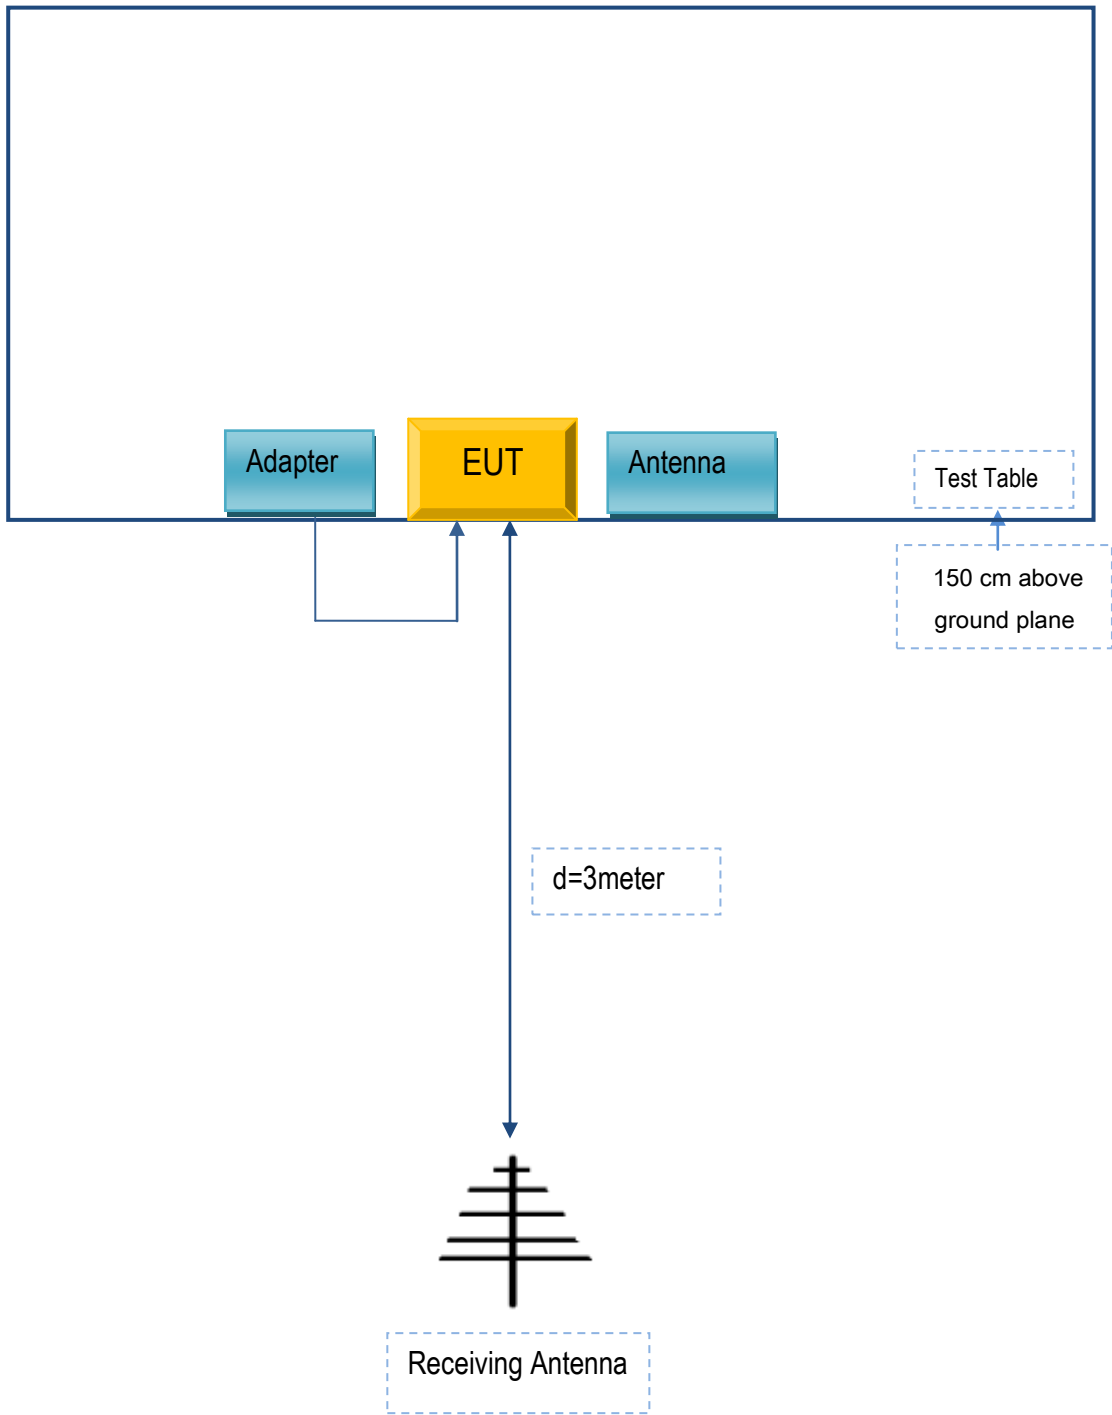 Adapter
EUT
Antenna
Test Table
150 cm above
ground plane
d=3meter
Receiving Antenna